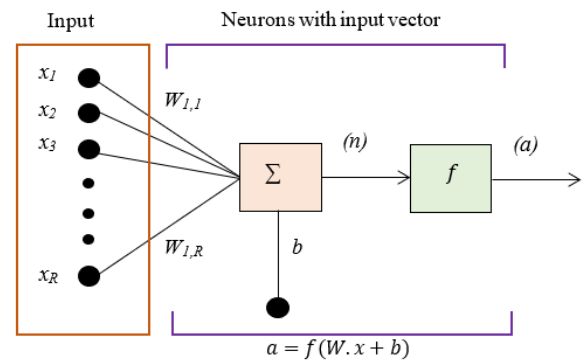 Input
Neurons with input vector
x1
x2
x3
xR
W1,1
W1,R
Σ
b
(n)
f
(a)
a = f(W. x + b)